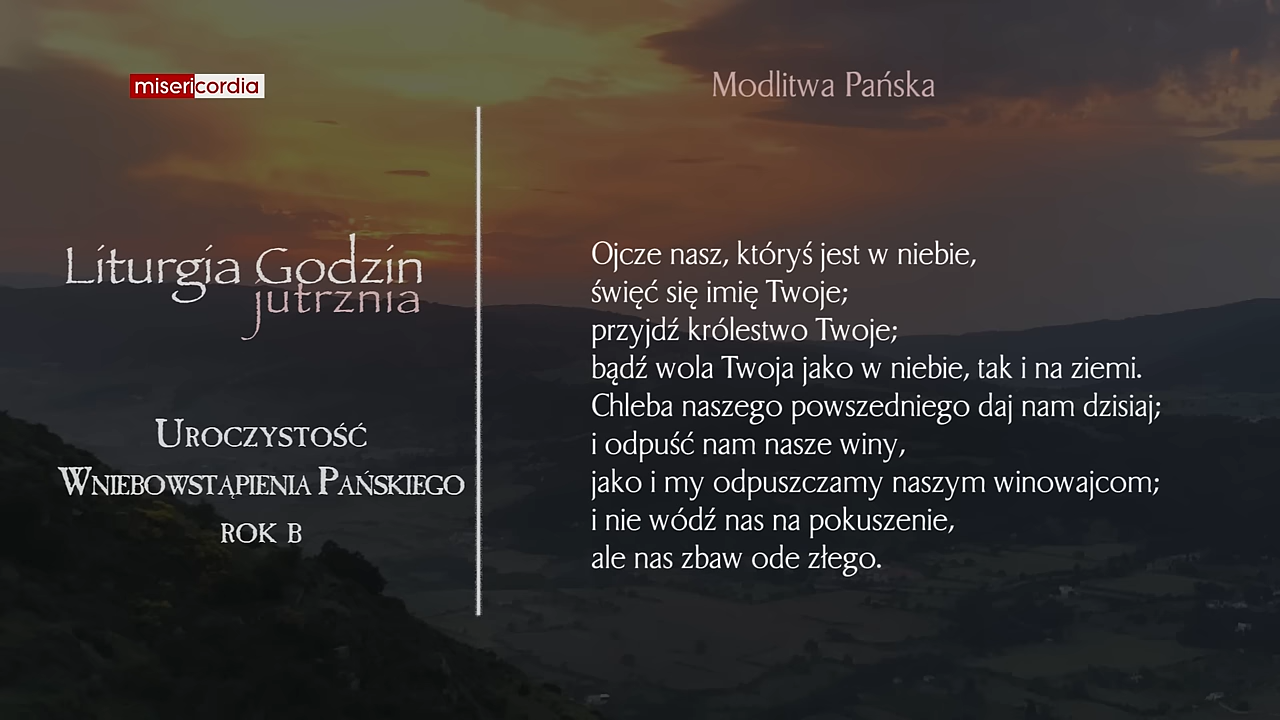 misericordia
Liturgia Godzin
jutrznia
Uroczystość
Wniebowstąpienia Pańskiego
rok b
Modlitwa Pańska
Ojcze nasz, któryś jest w niebie,
święć się imię Twoje;
przyjdź królestwo Twoje;
bądź wola Twoja jako w niebie, tak i na ziemi.
Chleba naszego powszedniego daj nam dzisiaj;
i odpuść nam nasze winy,
jako i my odpuszczamy naszym winowajcom;
i nie wódź nas na pokuszenie,
ale nas zbaw ode złego.